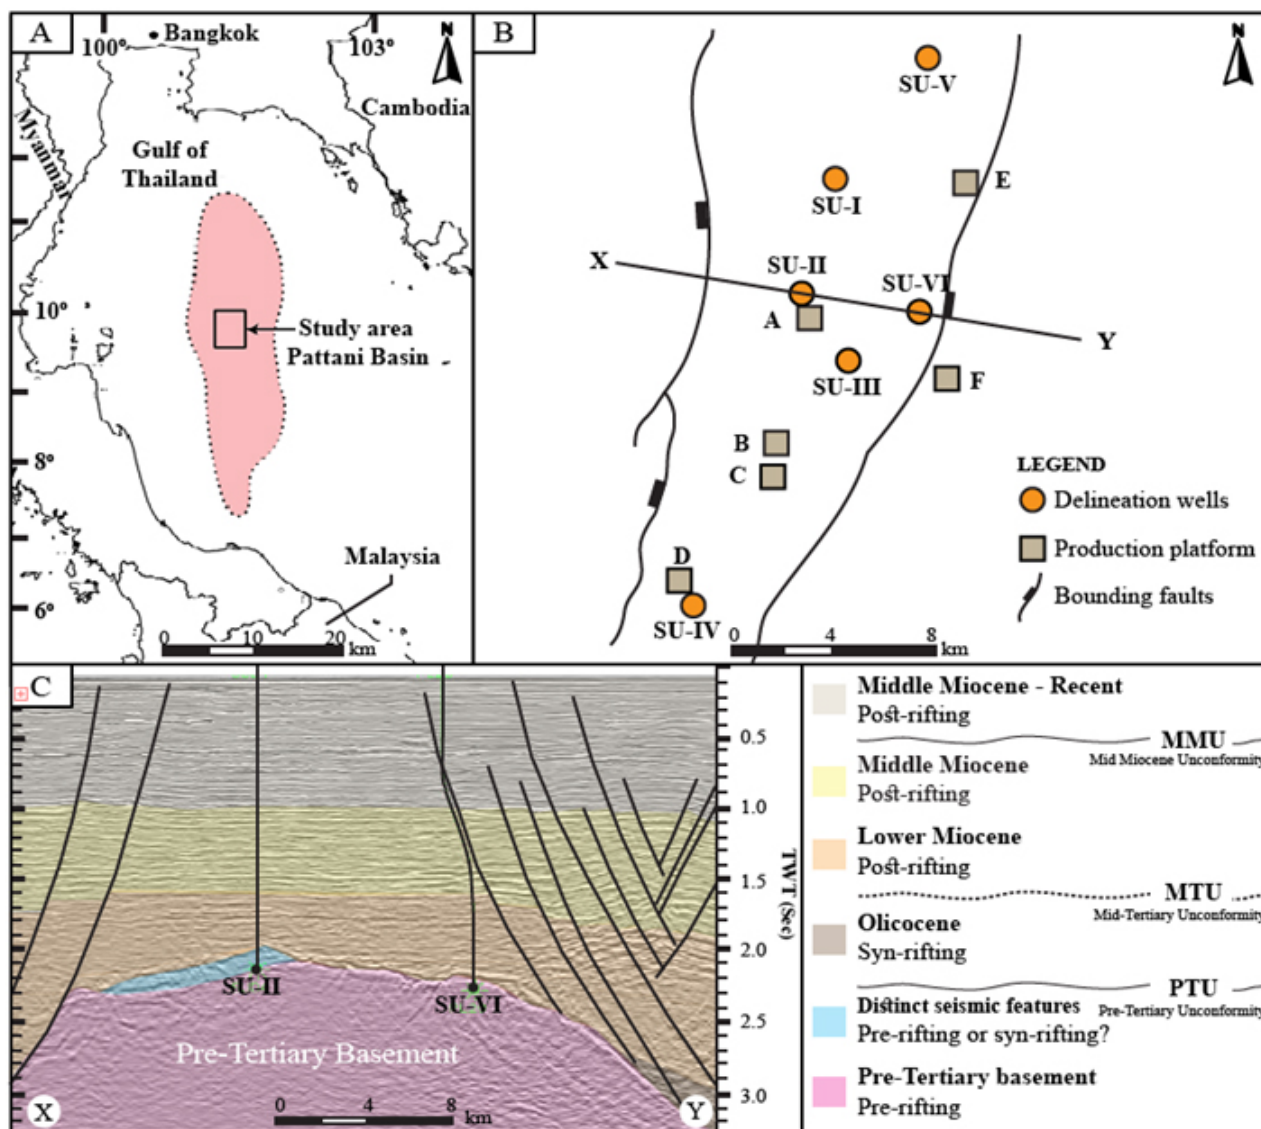 A
100°
Bangkok
103°
N
Cambodia
Myanmar
Gulf of
Thailand
10°
Study area
Pattani Basin
8°
Malaysia
6°
0 10 20 km
B
N
SU-V
E
SU-I
SU-II
X
SU-VI
A
Y
SU-III
F
B
C
D
SU-IV
LEGEND
Delineation wells
Production platform
Bounding faults
0 4 8
km
C
0.5
1.0
1.5
2.0
2.5
3.0
TWT (Sec)
SU-II
SU-VI
Pre-Tertiary Basement
X
0 4 8
km
Y
Middle Miocene - Recent
Post-rifting
MMU
Mid Miocene Unconformity
Middle Miocene
Post-rifting
Lower Miocene
Post-rifting
MTU
Mid-Tertiary Unconformity
Olicocene
Syn-rifting
PTU
Pre-Tertiary Unconformity
Distinct seismic features
Pre-rifting or syn-rifting?
Pre-Tertiary basement
Pre-rifting